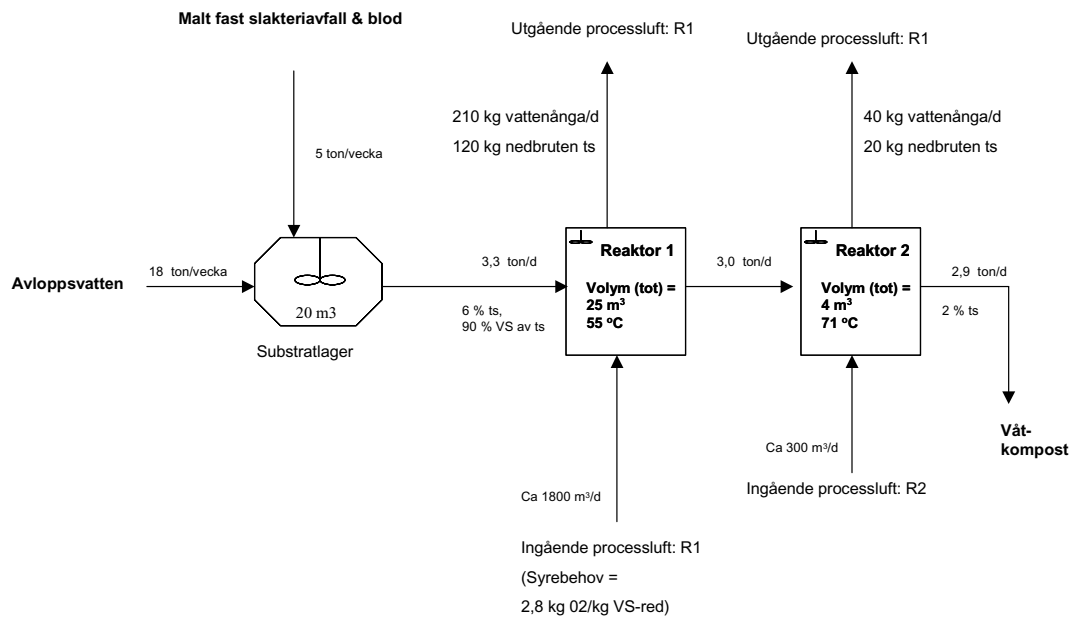 Malt fast slakteriavfall & blod
Utgående processluft: R1
Utgående processluft: R1
210 kg vattenånga/d
120 kg nedbruten ts
40 kg vattenånga/d
20 kg nedbruten ts
5 ton/vecka
Avloppsvatten
18 ton/vecka
20 m3
Substratlager
3,3 ton/d
6 % ts,
90 % VS av ts
Reaktor 1
Volym (tot) =
25 m³
55 ºC
3,0 ton/d
Reaktor 2
Volym (tot) =
4 m³
71 ºC
2,9 ton/d
2 % ts
Våt-
kompost
Ca 1800 m³/d
Ca 300 m³/d
Ingående processluft: R2
Ingående processluft: R1
(Syrebehov =
2,8 kg 02/kg VS-red)